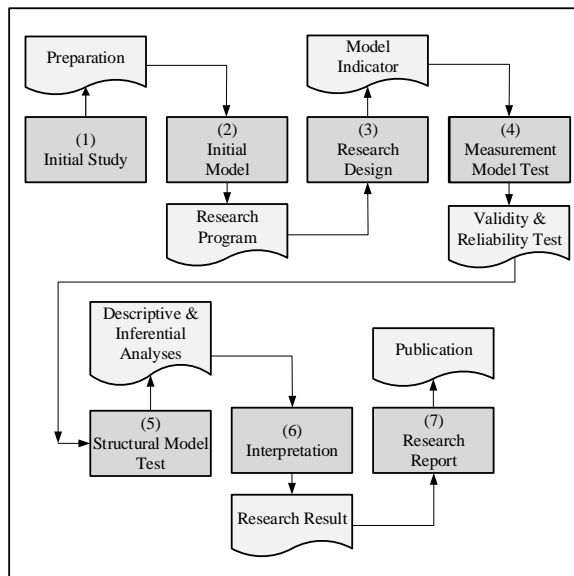 Preparation
(1)
Initial Study
(2)
Initial
Model
Research
Program
Model
Indicator
(3)
Research
Design
(4)
Measurement
Model Test
Validity &
Reliability Test
Descriptive &
Inferential
Analyses
(5)
Structural Model
Test
(6)
Interpretation
Research Result
Publication
(7)
Research
Report